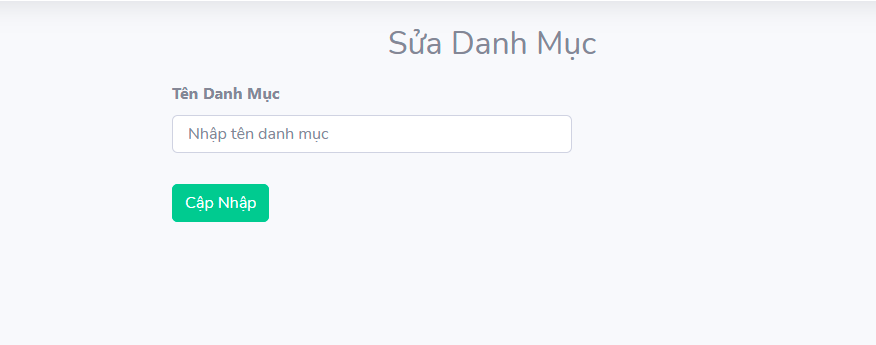 Sửa Danh Mục
Tên Danh Mục
Nhập tên danh mục
Cập Nhập